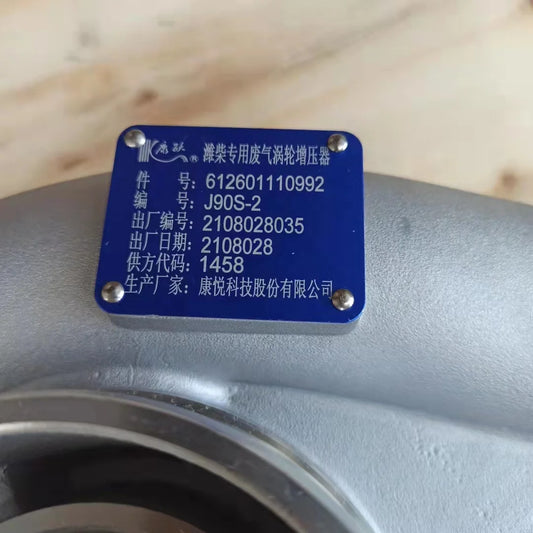 康跃® 潍柴专用废气涡轮增压器
件 号: 612601110992
编 号: J90S-2
出厂编号: 2108028035
出厂日期: 2108028
供方代码: 1458
生产厂家: 康悦科技股份有限公司